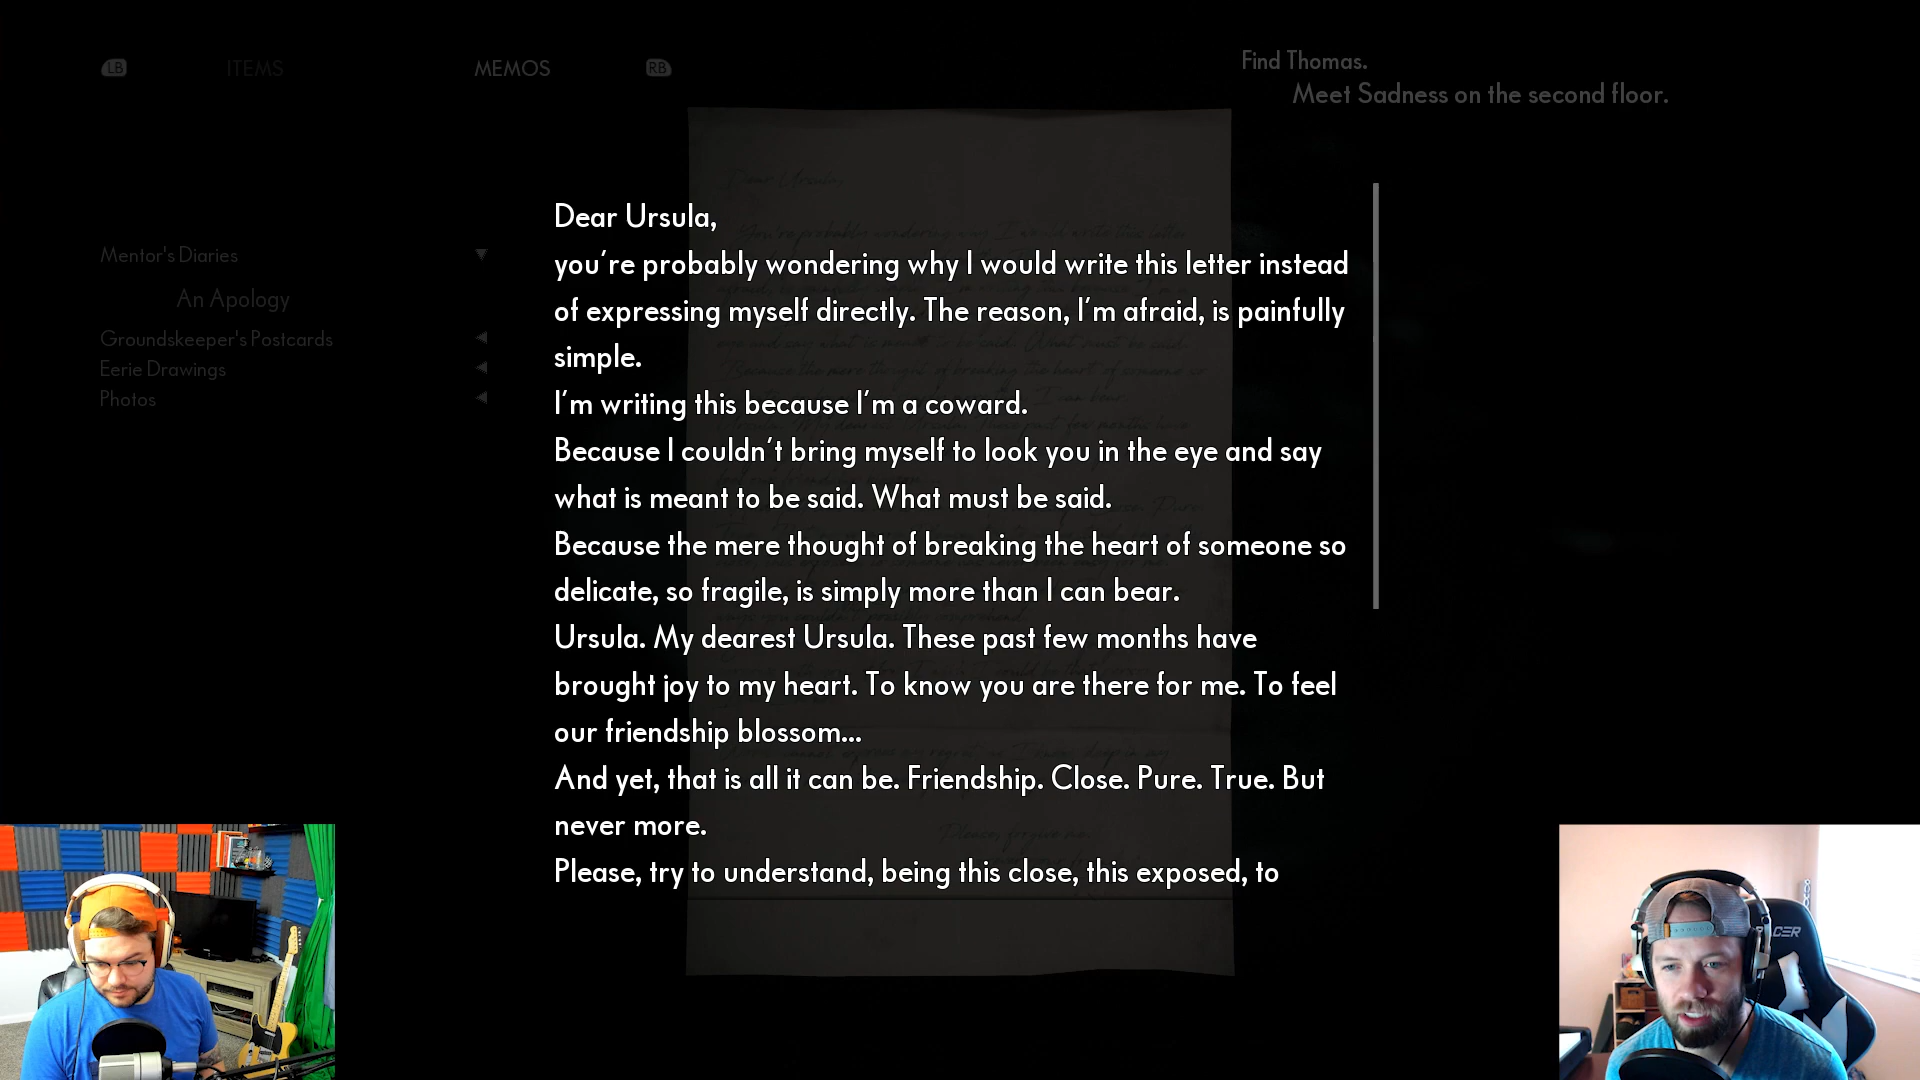 LB
ITEMS
MEMOS
RB
Find Thomas.
Meet Sadness on the second floor.
Mentor's Diaries
An Apology
Groundskeeper's Postcards
Eerie Drawings
Photos
Dear Ursula,
you're probably wondering why I would write this letter instead
of expressing myself directly. The reason, I'm afraid, is painfully
simple.
I'm writing this because I'm a coward.
Because I couldn't bring myself to look you in the eye and say
what is meant to be said. What must be said.
Because the mere thought of breaking the heart of someone so
delicate, so fragile, is simply more than I can bear.
Ursula. My dearest Ursula. These past few months have
brought joy to my heart. To know you are there for me. To feel
our friendship blossom...
And yet, that is all it can be. Friendship. Close. Pure. True. But
never more.
Please, try to understand, being this close, this exposed, to